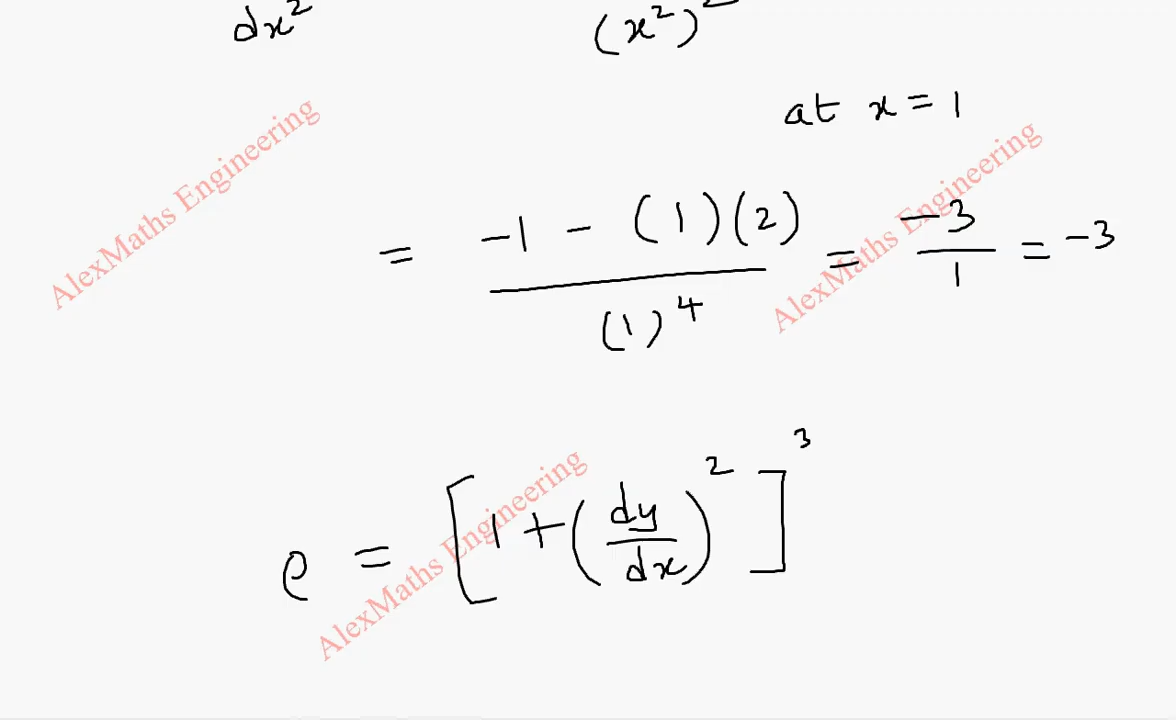 dx² (x²)²
at x = 1
= -1 - (1)(2) / (1)⁴ = -3 / 1 = -3
ρ = [1 + (dy/dx)²]³
AlexMaths Engineering
AlexMaths Engineering
AlexMaths Engineering